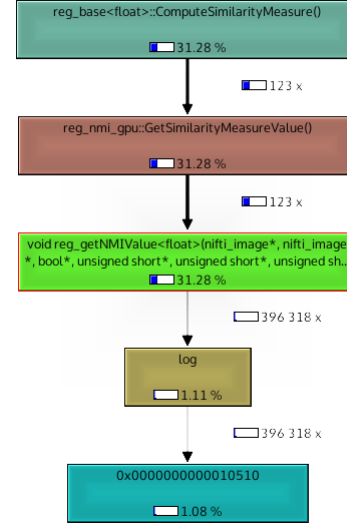 reg_base<float>::ComputeSimilarityMeasure()
31.28 %
123 x
reg_nmi_gpu::GetSimilarityMeasureValue()
31.28 %
123 x
void reg_getNMIValue<float>(nifti_image*, nifti_image
*, bool*, unsigned short*, unsigned short*, unsigned sh...
31.28 %
396 318 x
log
1.11 %
396 318 x
0x0000000000010510
1.08 %